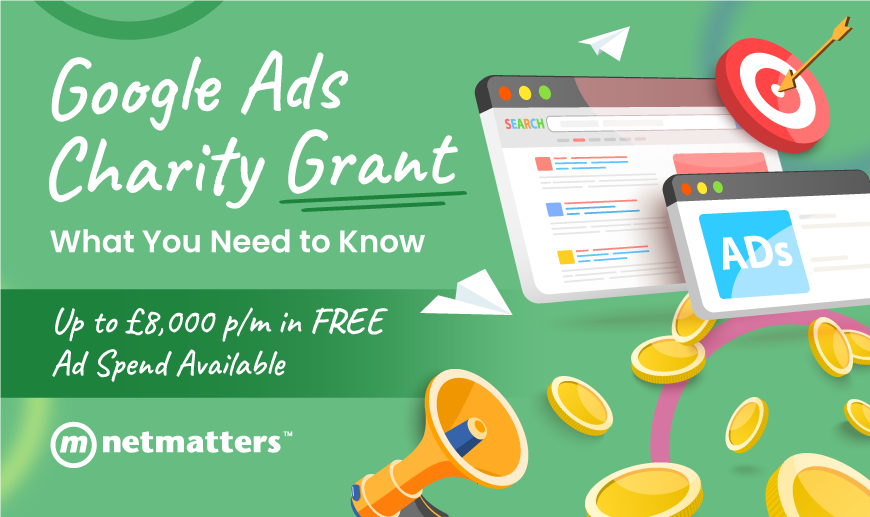 Google Ads
Charity Grant
What You Need to Know
Up to £8,000 p/m in FREE
Ad Spend Available
m netmatters™
SEARCH
ADs